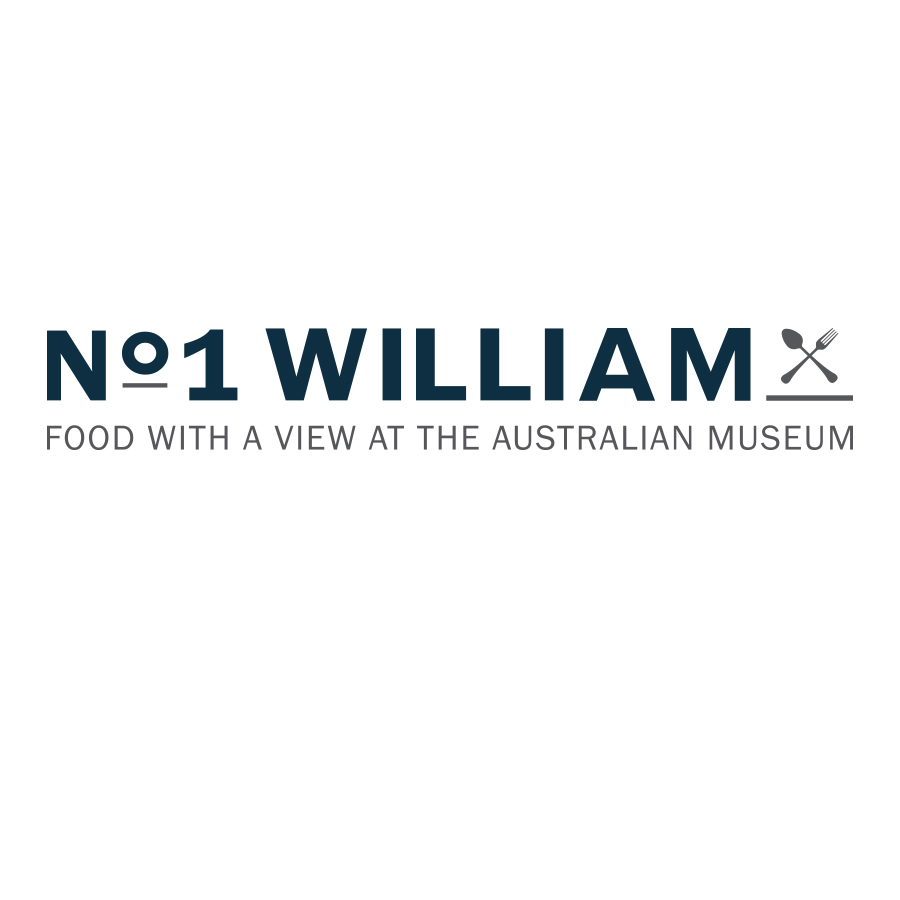 Nº1 WILLIAM
FOOD WITH A VIEW AT THE AUSTRALIAN MUSEUM